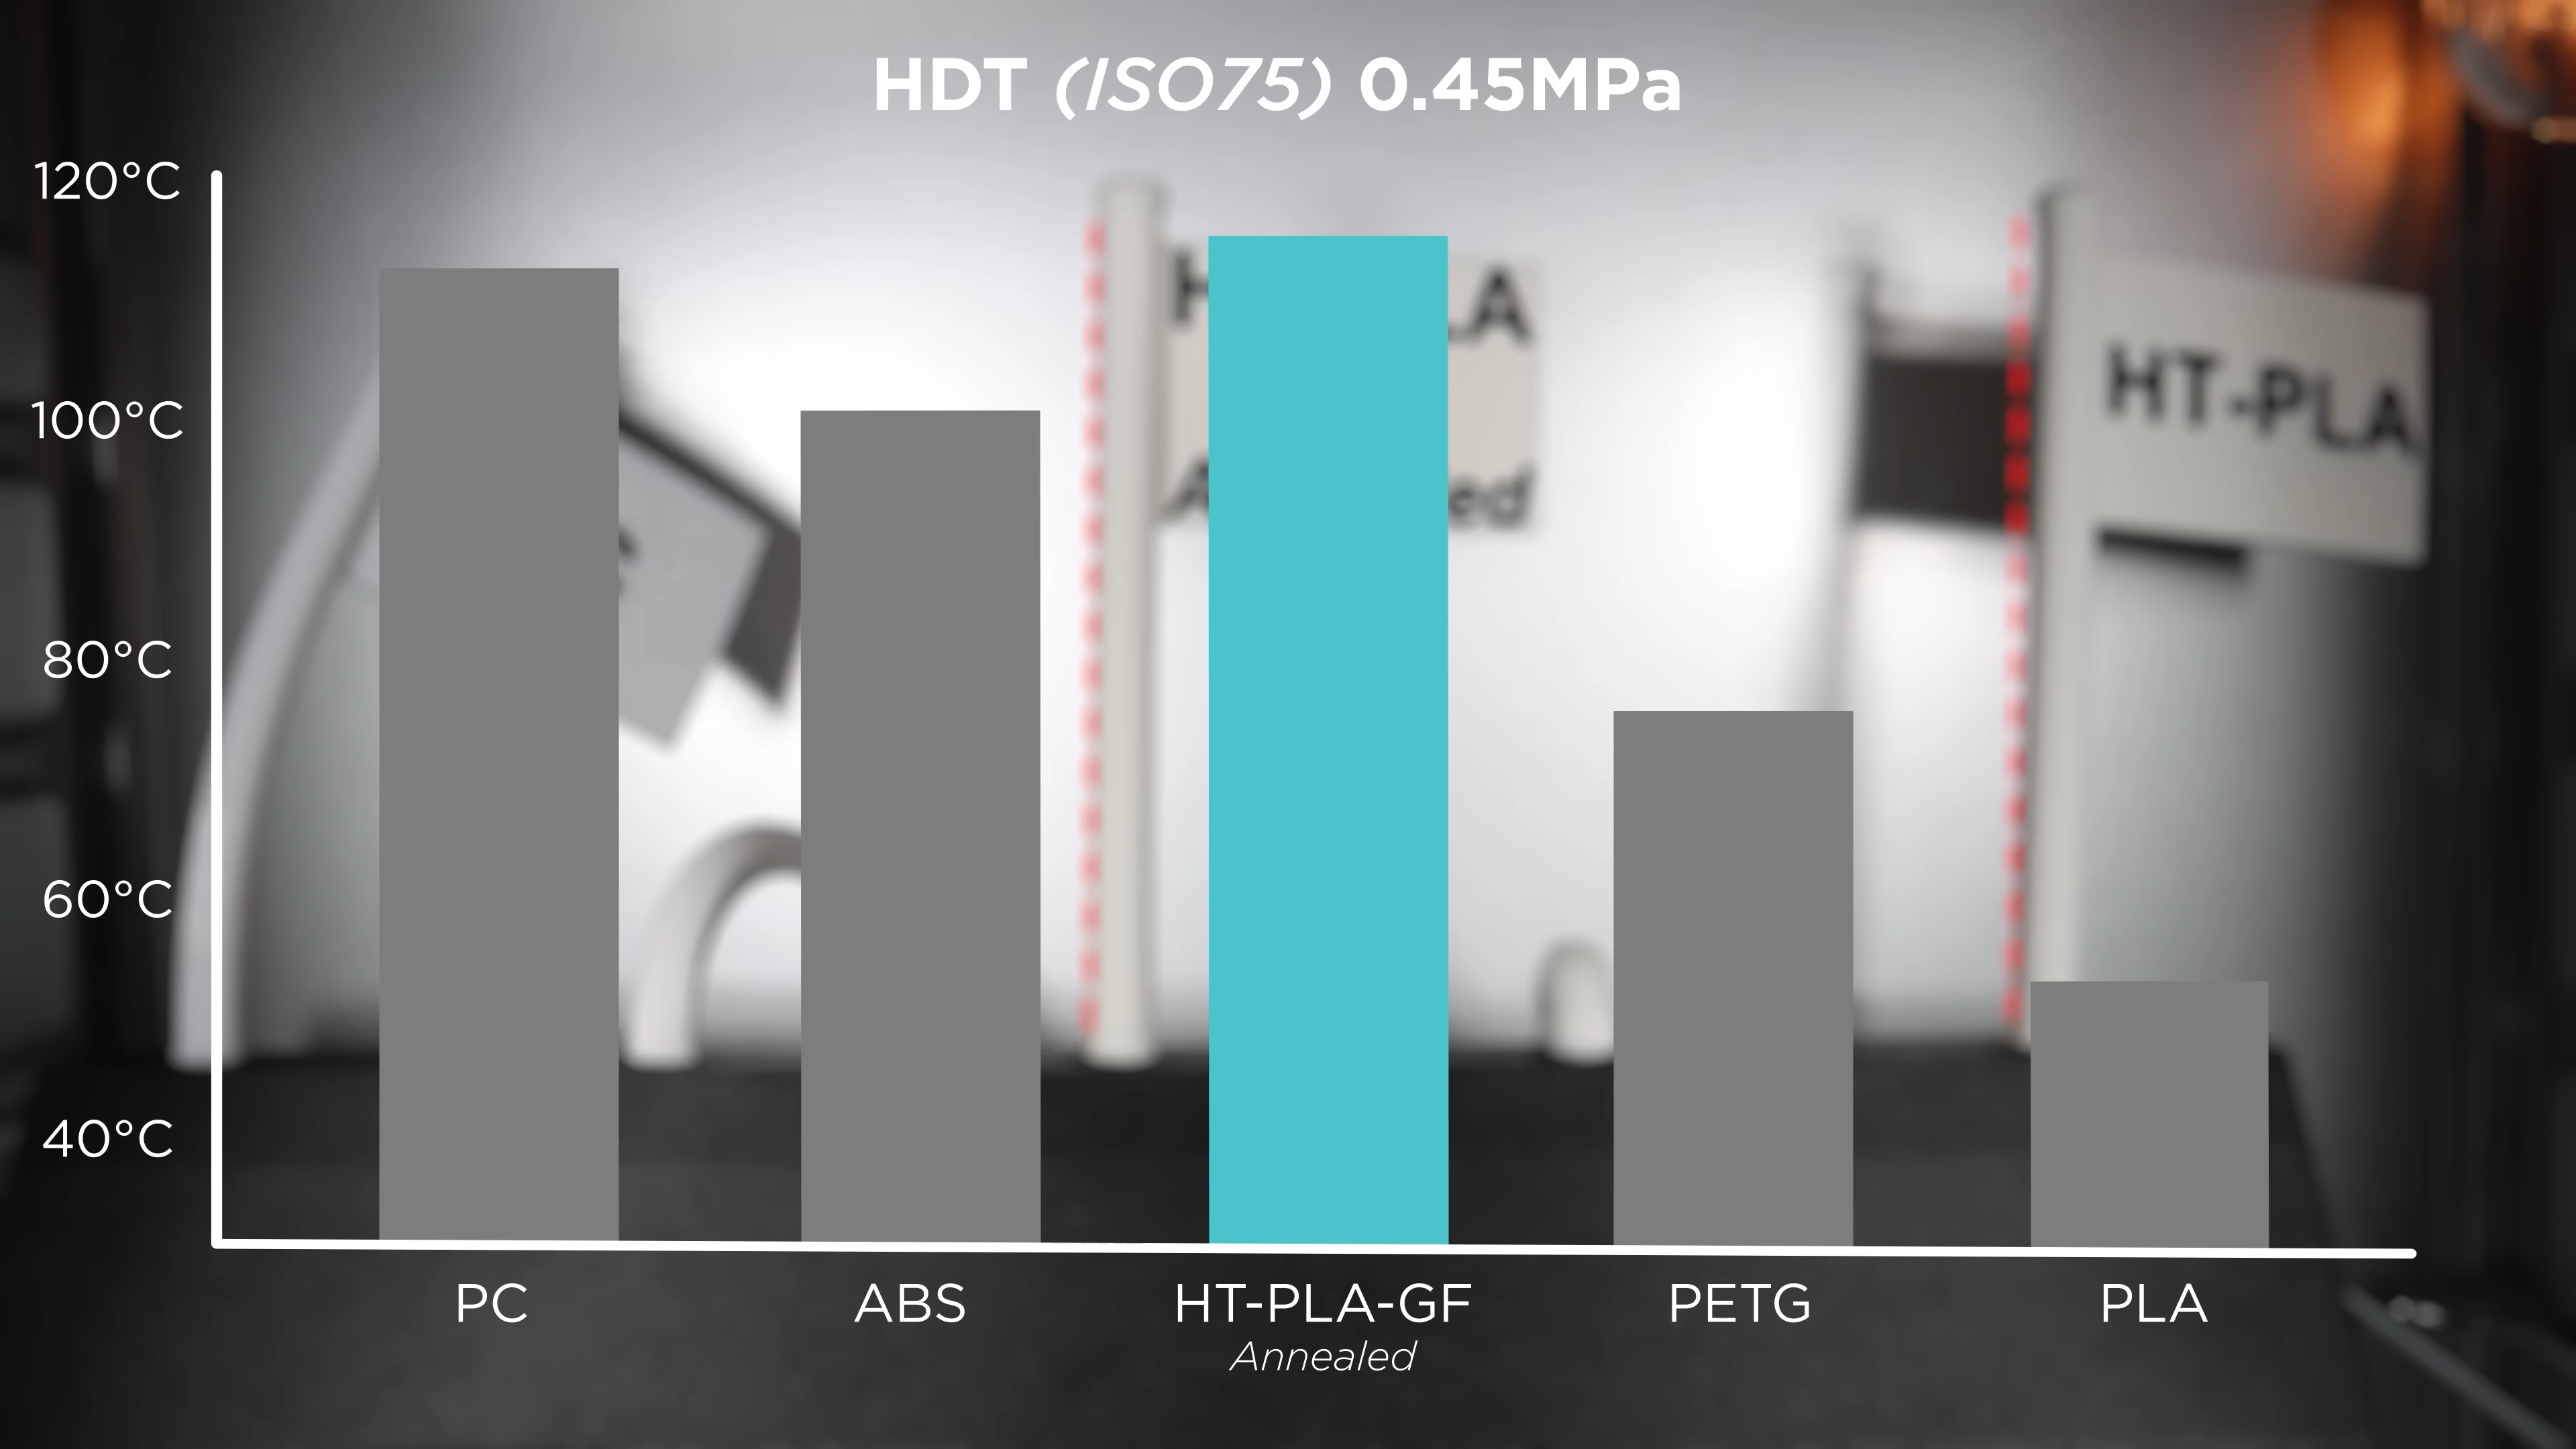 HDT (ISO75) 0.45MPa
120°C
100°C
80°C
60°C
40°C
HT-PLA
PC
ABS
HT-PLA-GF
Annealed
PETG
PLA